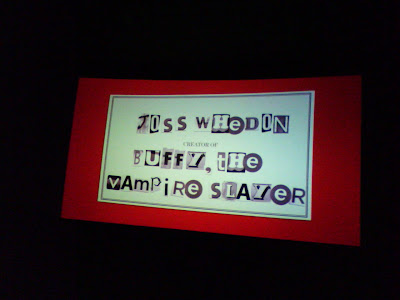 JOSS WHEDON
CREATOR OF
BUFFY, tHe
VAmpiRe SLAYeR